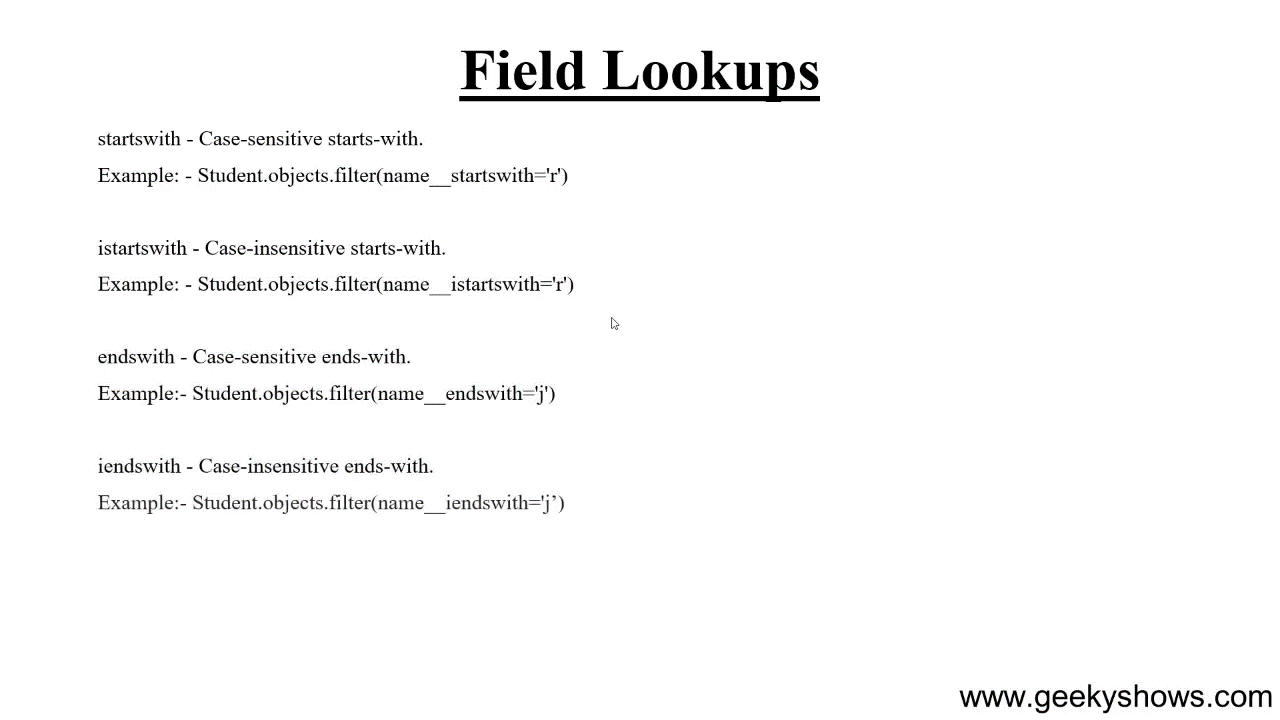 Field Lookups
startswith - Case-sensitive starts-with.
Example: - Student.objects.filter(name__startswith='r')
istartswith - Case-insensitive starts-with.
Example: - Student.objects.filter(name__istartswith='r')
endswith - Case-sensitive ends-with.
Example:- Student.objects.filter(name__endswith='j')
iendswith - Case-insensitive ends-with.
Example:- Student.objects.filter(name__iendswith='j’)
www.geekyshows.com